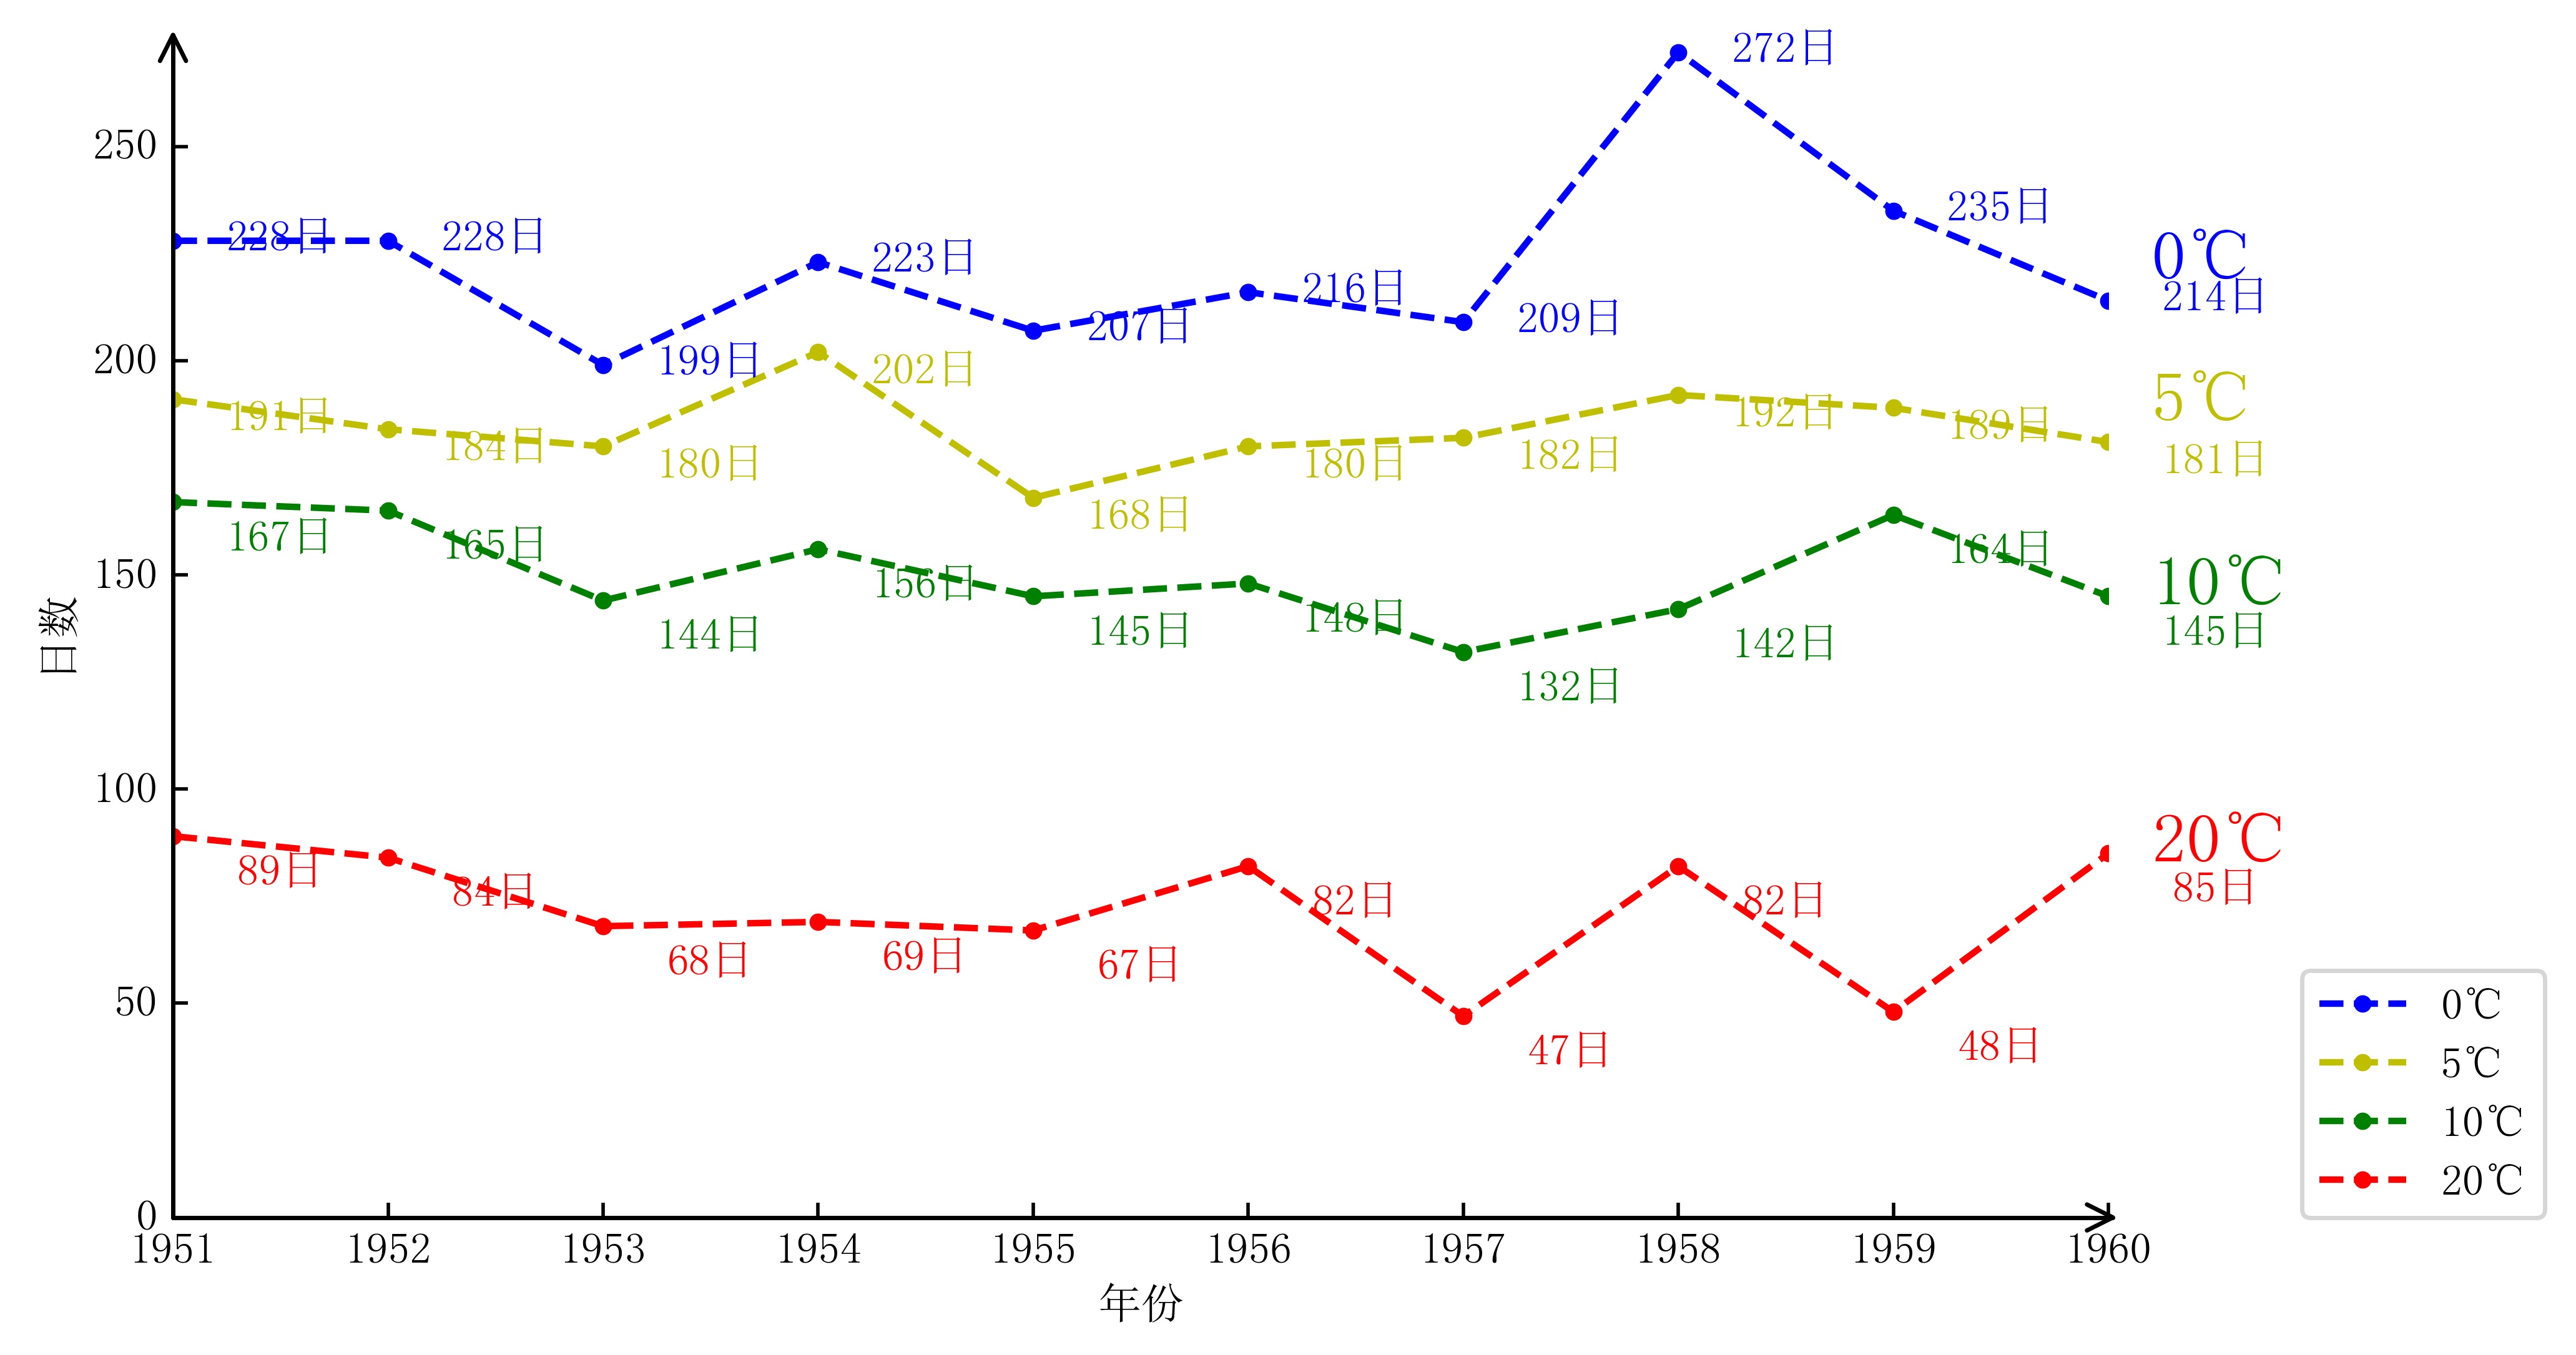 272日
250
228日
228日
223日
235日
0℃
216日
207日
209日
214日
200
199日
202日
191日
184日
180日
168日
180日
182日
192日
189日
5℃
181日
167日
165日
150
144日
156日
145日
148日
132日
142日
164日
10℃
145日
日数
100
89日
84日
68日
69日
67日
82日
47日
82日
48日
20℃
85日
50
0
1951 1952 1953 1954 1955 1956 1957 1958 1959 1960
年份
0℃
5℃
10℃
20℃